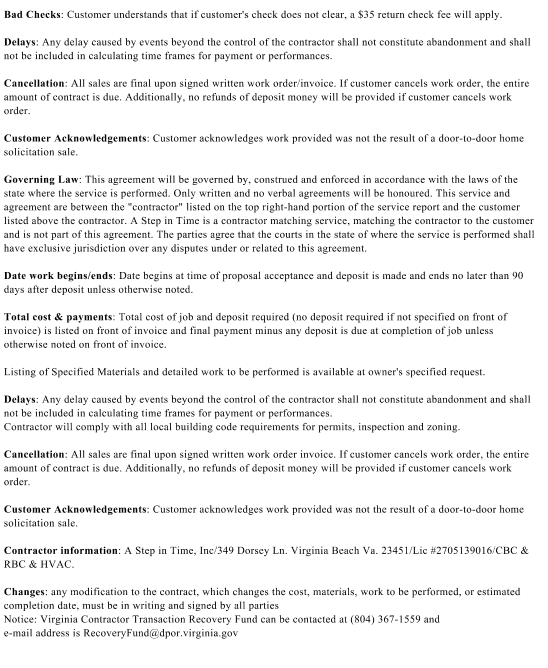 Bad Checks: Customer understands that if customer's check does not clear, a $35 return check fee will apply.
Delays: Any delay caused by events beyond the control of the contractor shall not constitute abandonment and shall
not be included in calculating time frames for payment or performances.
Cancellation: All sales are final upon signed written work order/invoice. If customer cancels work order, the entire
amount of contract is due. Additionally, no refunds of deposit money will be provided if customer cancels work
order.
Customer Acknowledgements: Customer acknowledges work provided was not the result of a door-to-door home
solicitation sale.
Governing Law: This agreement will be governed by, construed and enforced in accordance with the laws of the
state where the service is performed. Only written and no verbal agreements will be honoured. This service and
agreement are between the "contractor" listed on the top right-hand portion of the service report and the customer
listed above the contractor. A Step in Time is a contractor matching service, matching the contractor to the customer
and is not part of this agreement. The parties agree that the courts in the state of where the service is performed shall
have exclusive jurisdiction over any disputes under or related to this agreement.
Date work begins/ends: Date begins at time of proposal acceptance and deposit is made and ends no later than 90
days after deposit unless otherwise noted.
Total cost & payments: Total cost of job and deposit required (no deposit required if not specified on front of
invoice) is listed on front of invoice and final payment minus any deposit is due at completion of job unless
otherwise noted on front of invoice.
Listing of Specified Materials and detailed work to be performed is available at owner's specified request.
Delays: Any delay caused by events beyond the control of the contractor shall not constitute abandonment and shall
not be included in calculating time frames for payment or performances.
Contractor will comply with all local building code requirements for permits, inspection and zoning.
Cancellation: All sales are final upon signed written work order invoice. If customer cancels work order, the entire
amount of contract is due. Additionally, no refunds of deposit money will be provided if customer cancels work
order.
Customer Acknowledgements: Customer acknowledges work provided was not the result of a door-to-door home
solicitation sale.
Contractor information: A Step in Time, Inc/349 Dorsey Ln. Virginia Beach Va. 23451/Lic #2705139016/CBC &
RBC & HVAC.
Changes: any modification to the contract, which changes the cost, materials, work to be performed, or estimated
completion date, must be in writing and signed by all parties
Notice: Virginia Contractor Transaction Recovery Fund can be contacted at (804) 367-1559 and
e-mail address is RecoveryFund@dpor.virginia.gov